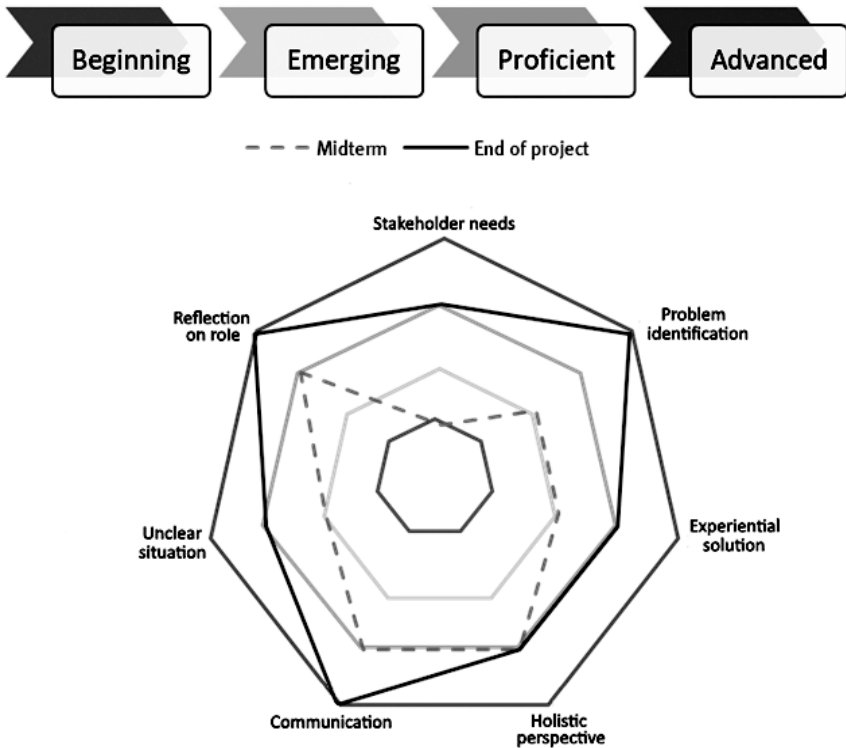 Beginning
Emerging
Proficient
Advanced
Midterm
End of project
Stakeholder needs
Reflection
on role
Problem
identification
Unclear
situation
Experiential
solution
Communication
Holistic
perspective